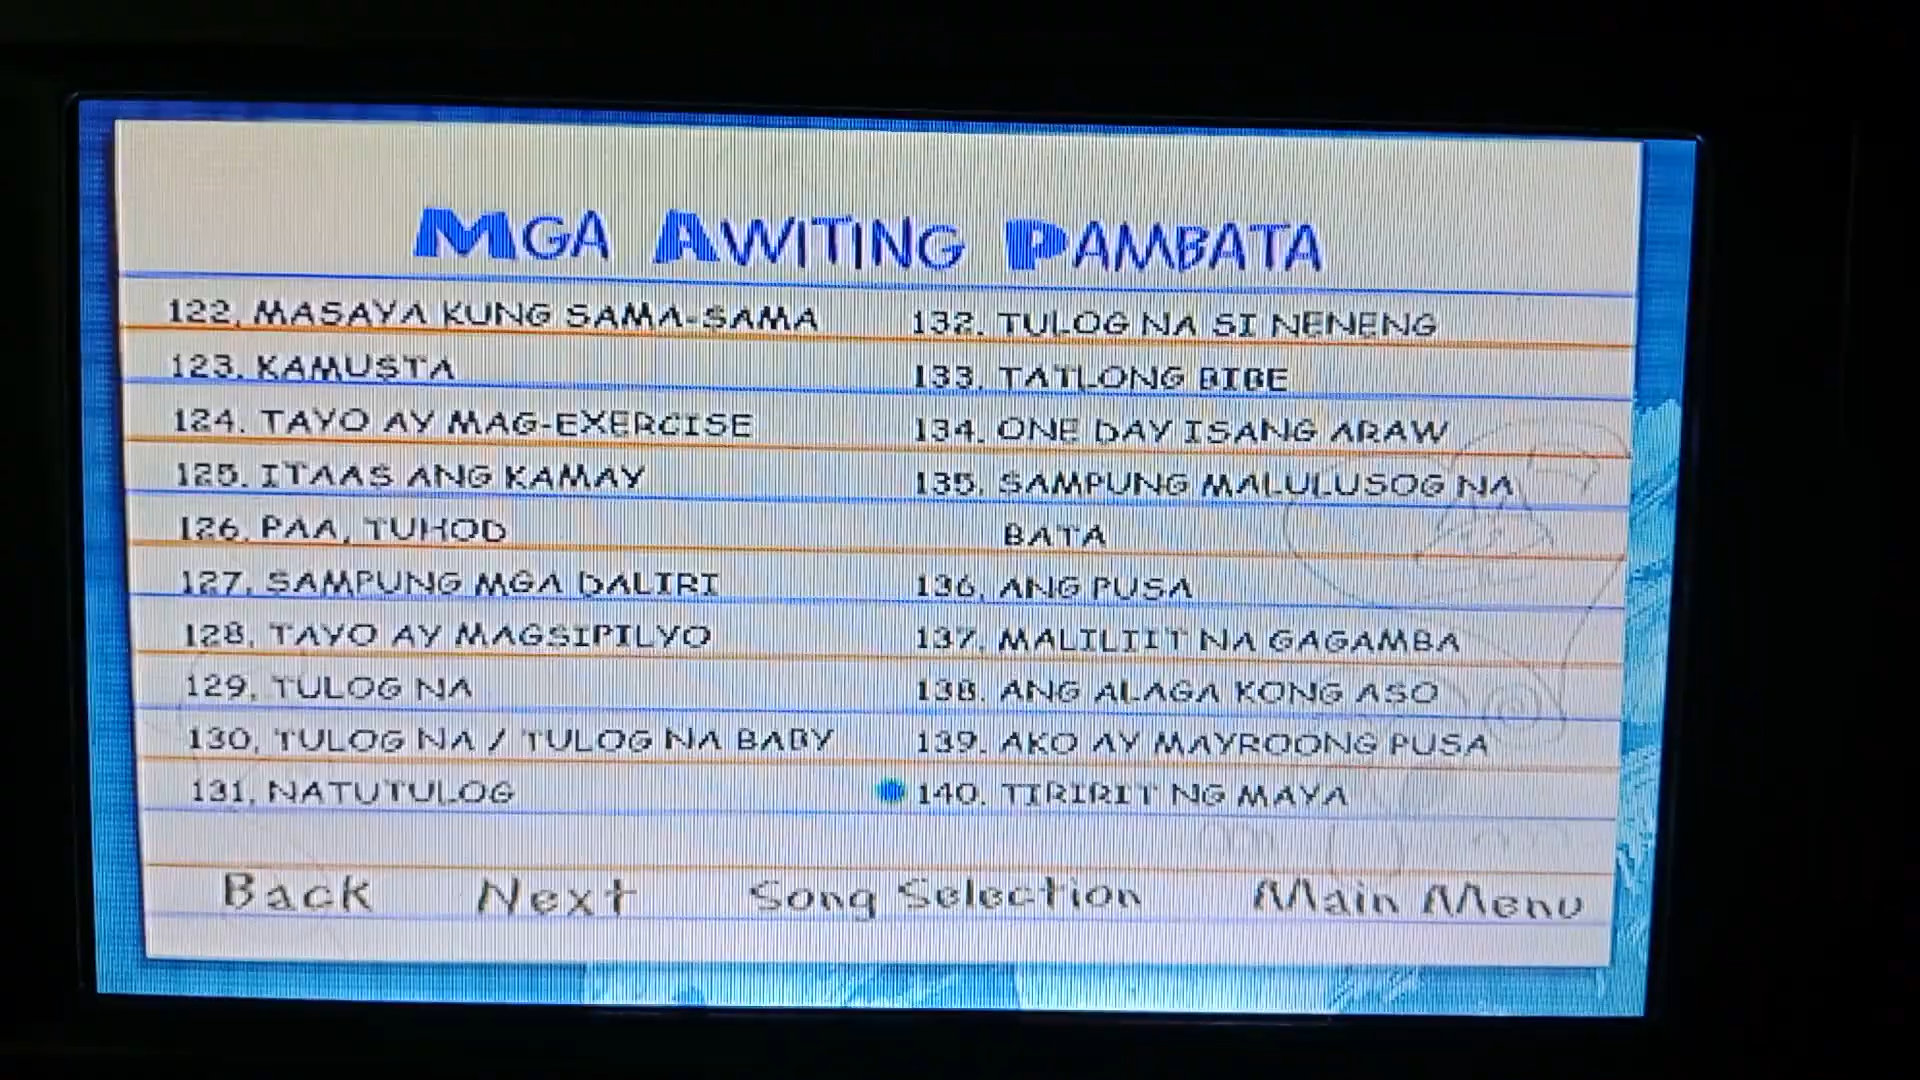 MGA AWITING PAMBATA
122. MASAYA KUNG SAMA-SAMA
123. KAMUSTA
124. TAYO AY MAG-EXERCISE
125. ITAAS ANG KAMAY
126. PAA, TUHOD
127. SAMPUNG MGA DALIRI
128. TAYO AY MAGSIPILYO
129. TULOG NA
130. TULOG NA / TULOG NA BABY
131. NATUTULOG
132. TULOG NA SI NENENG
133. TATLONG BIBE
134. ONE DAY ISANG ARAW
135. SAMPUNG MALULUSOG NA
BATA
136. ANG PUSA
137. MALILIIT NA GAGAMBA
138. ANG ALAGA KONG ASO
139. AKO AY MAYROONG PUSA
140. TIRIRIT NG MAYA
Back Next Song Selection Main Menu